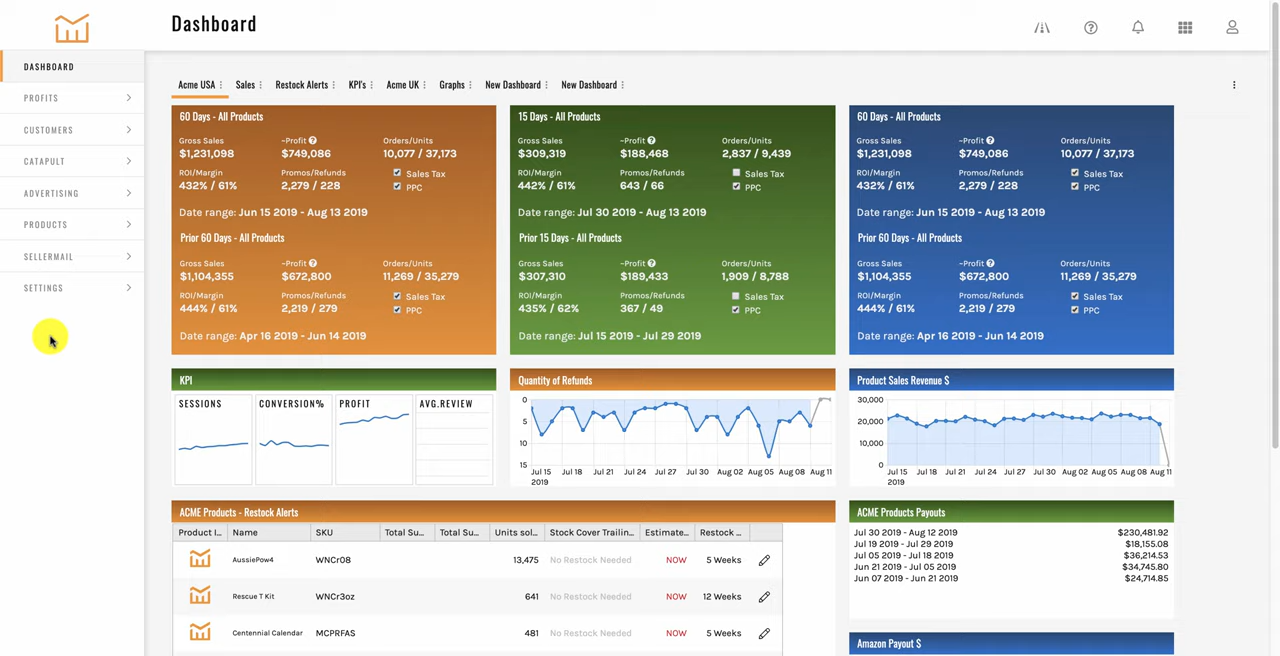 Dashboard
DASHBOARD
PROFITS
CUSTOMERS
CATAPULT
ADVERTISING
PRODUCTS
SELLERMAIL
SETTINGS
Acme USA Sales Restock Alerts KPI's Acme UK Graphs New Dashboard New Dashboard
60 Days - All Products
Gross Sales ~Profit Orders/Units
$1,231,098 $749,086 10,077 / 37,173
ROI/Margin Promos/Refunds Sales Tax
432% / 61% 2,279 / 228 PPC
Date range: Jun 15 2019 - Aug 13 2019
Prior 60 Days - All Products
Gross Sales ~Profit Orders/Units
$1,104,355 $672,800 11,269 / 35,279
ROI/Margin Promos/Refunds Sales Tax
444% / 61% 2,219 / 279 PPC
Date range: Apr 16 2019 - Jun 14 2019
15 Days - All Products
Gross Sales ~Profit Orders/Units
$309,319 $188,468 2,837 / 9,439
ROI/Margin Promos/Refunds Sales Tax
442% / 61% 643 / 66 PPC
Date range: Jul 30 2019 - Aug 13 2019
Prior 15 Days - All Products
Gross Sales ~Profit Orders/Units
$307,310 $189,433 1,909 / 8,788
ROI/Margin Promos/Refunds Sales Tax
435% / 62% 367 / 49 PPC
Date range: Jul 15 2019 - Jul 29 2019
60 Days - All Products
Gross Sales ~Profit Orders/Units
$1,231,098 $749,086 10,077 / 37,173
ROI/Margin Promos/Refunds Sales Tax
432% / 61% 2,279 / 228 PPC
Date range: Jun 15 2019 - Aug 13 2019
Prior 60 Days - All Products
Gross Sales ~Profit Orders/Units
$1,104,355 $672,800 11,269 / 35,279
ROI/Margin Promos/Refunds Sales Tax
444% / 61% 2,219 / 279 PPC
Date range: Apr 16 2019 - Jun 14 2019
KPI
SESSIONS CONVERSION% PROFIT AVG.REVIEW
Quantity of Refunds
0
5
10
15
Jul 15 Jul 18 Jul 21 Jul 24 Jul 27 Jul 30 Aug 02 Aug 05 Aug 08 Aug 11
2019
Product Sales Revenue $
30,000
20,000
10,000
0
Jul 15 Jul 18 Jul 21 Jul 24 Jul 27 Jul 30 Aug 02 Aug 05 Aug 08 Aug 11
2019
ACME Products - Restock Alerts
Product I... Name SKU Total Su... Total Su... Units sol... Stock Cover Trailin... Estimate... Restock ...
AussiePow4 WNCr08 13,475 No Restock Needed NOW 5 Weeks
Rescue T Kit WNCr3oz 641 No Restock Needed NOW 12 Weeks
Centennial Calendar MCPRFAS 481 No Restock Needed NOW 5 Weeks
ACME Products Payouts
Jul 30 2019 - Aug 12 2019 $230,481.92
Jul 19 2019 - Jul 29 2019 $18,155.08
Jul 05 2019 - Jul 18 2019 $36,214.53
Jun 21 2019 - Jul 05 2019 $34,745.80
Jun 07 2019 - Jun 21 2019 $24,714.85
Amazon Payout $